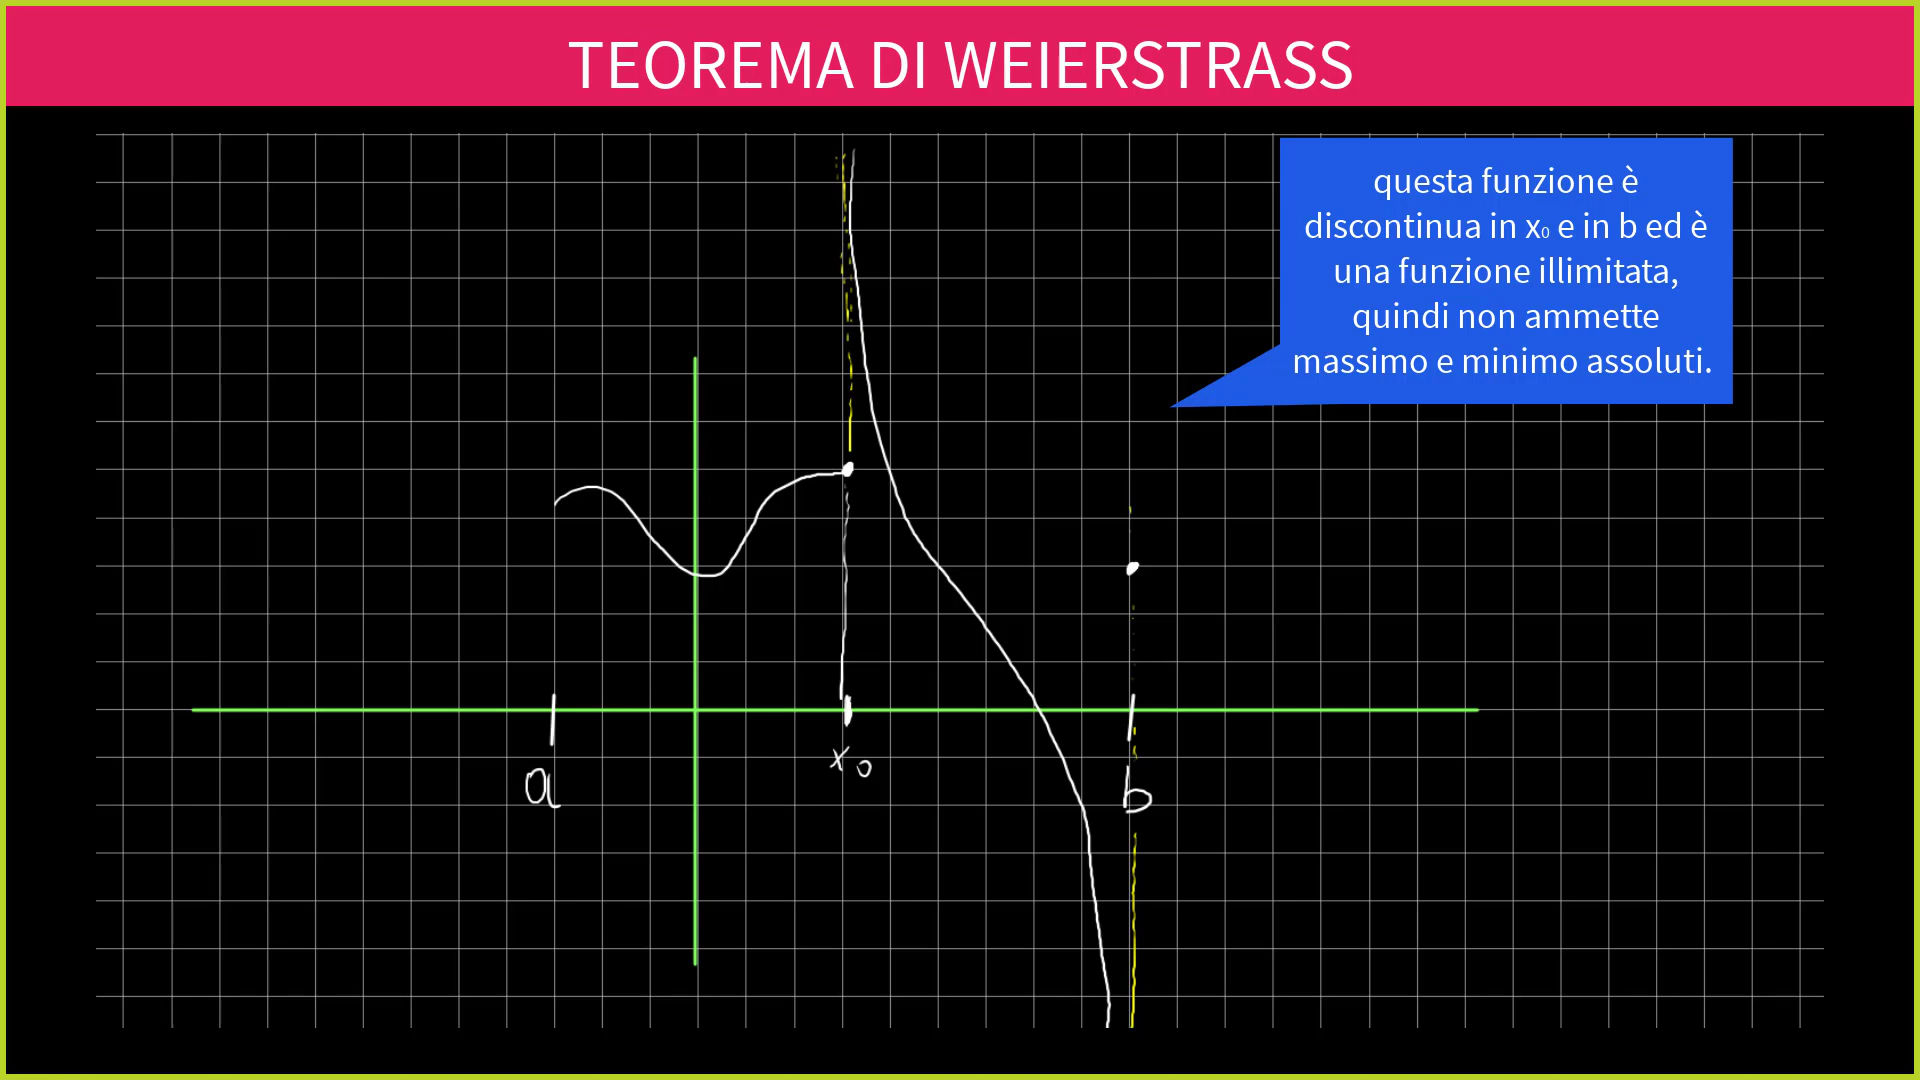 TEOREMA DI WEIERSTRASS
questa funzione è
discontinua in x₀ e in b ed è
una funzione illimitata,
quindi non ammette
massimo e minimo assoluti.
a
x₀
b